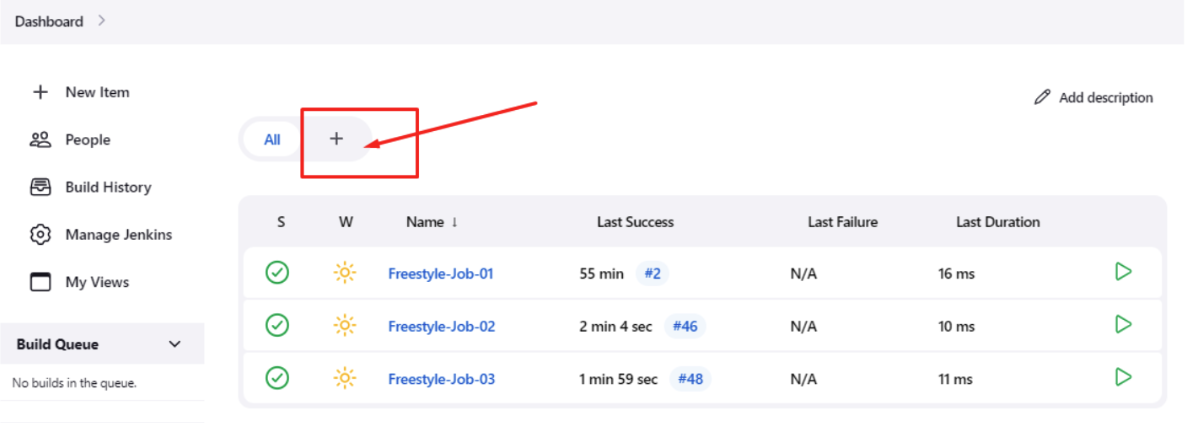 Dashboard
New Item
People
Build History
Manage Jenkins
My Views
Build Queue
No builds in the queue.
Add description
All
S W Name ↓ Last Success Last Failure Last Duration
Freestyle-Job-01 55 min #2 N/A 16 ms
Freestyle-Job-02 2 min 4 sec #46 N/A 10 ms
Freestyle-Job-03 1 min 59 sec #48 N/A 11 ms